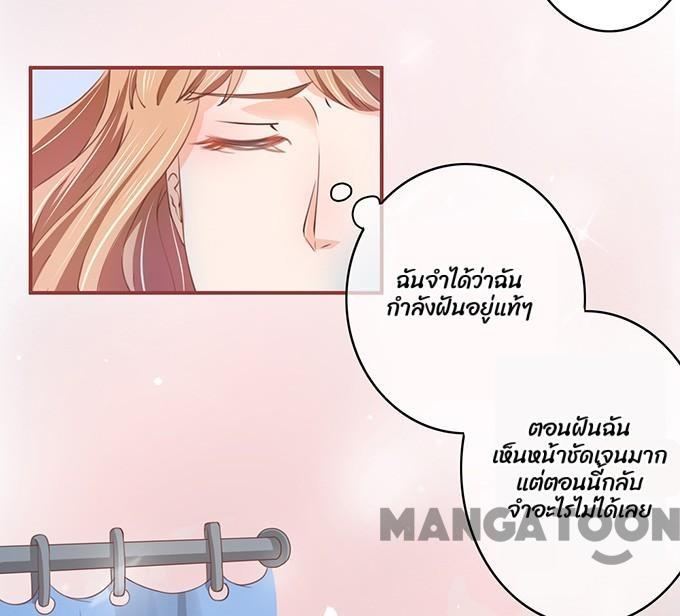 ฉันจำได้ว่าฉัน
กำลังฝันอยู่แท้ๆ
ตอนฝันฉัน
เห็นหน้าชัดเจนมาก
แต่ตอนนี้กลับ
จำอะไรไม่ได้เลย
MANGATOON